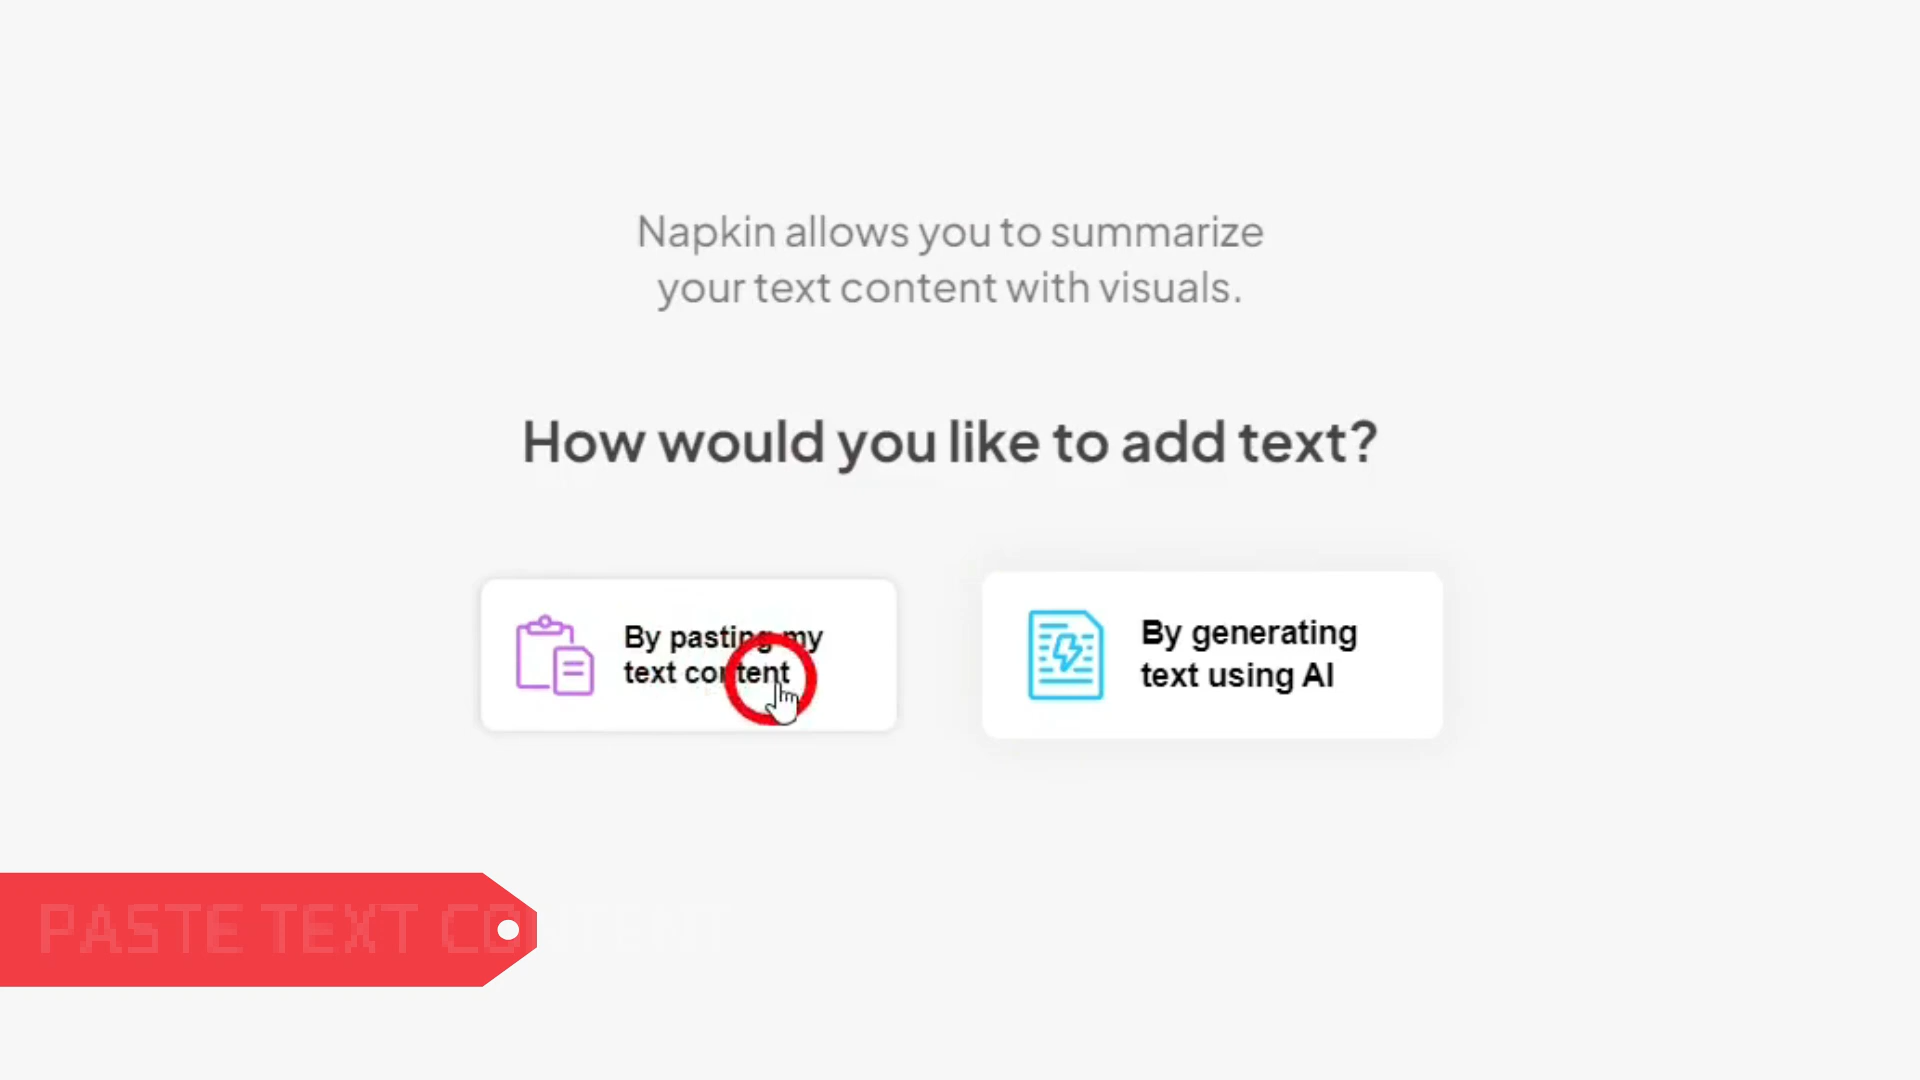 Napkin allows you to summarize
your text content with visuals.
How would you like to add text?
By pasting my
text content
By generating
text using AI
PASTE TEXT CONTENT